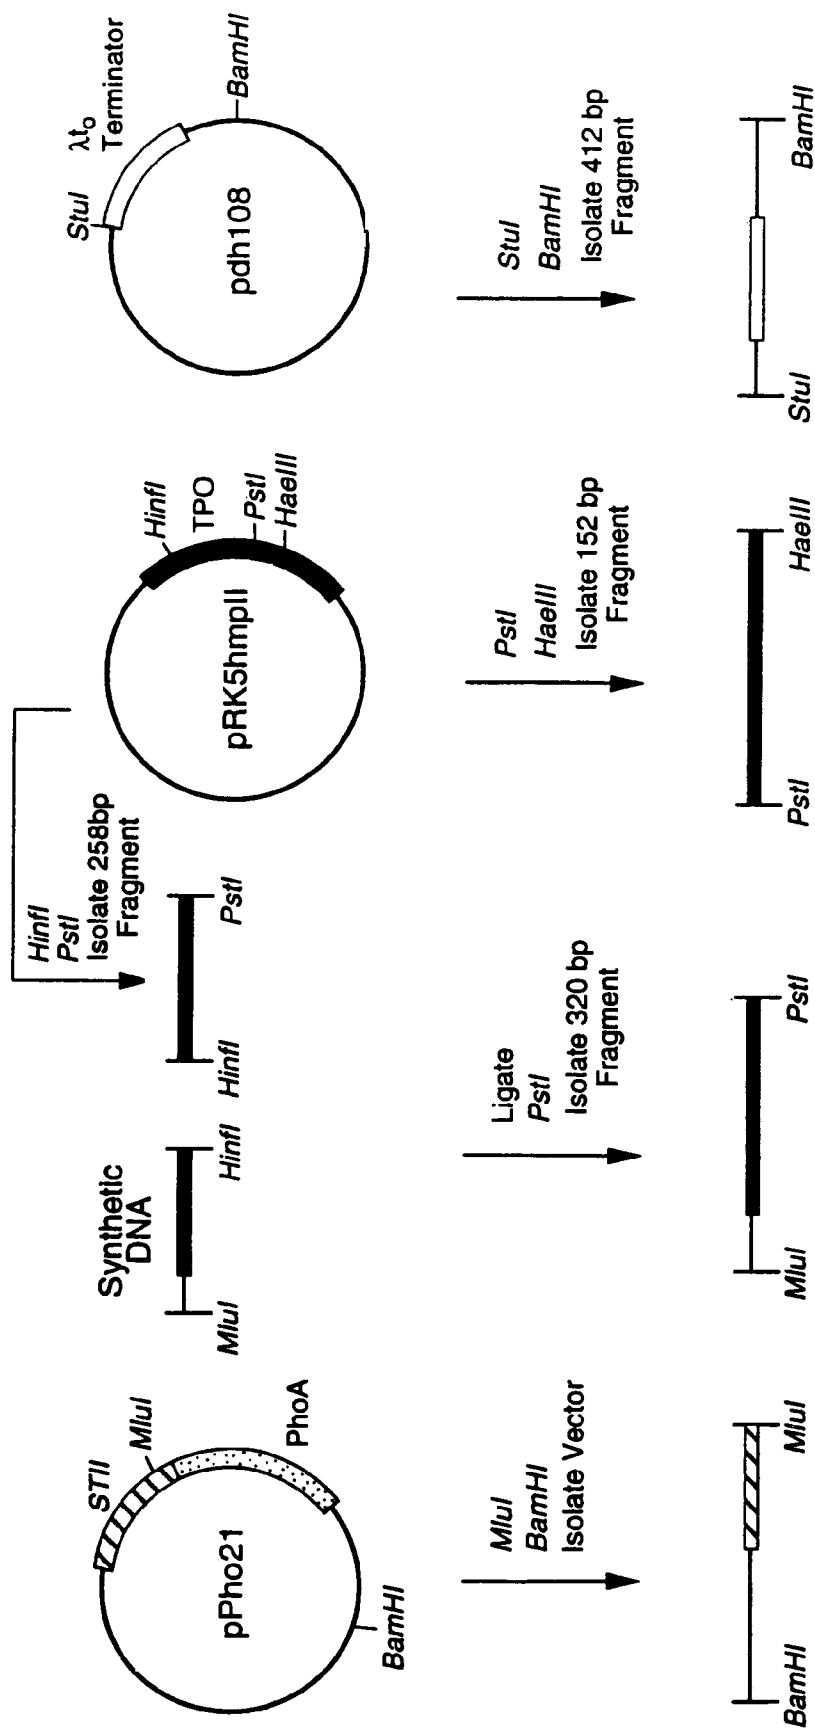 STII
MluI
PhoA
pPho21
BamHI
Synthetic
DNA
MluI
HinfI
HinfI
PstI
Isolate 258bp
Fragment
HinfI
PstI
HinfI
TPO
PstI
HaeIII
pRK5hmpII
λt₀
Terminator
StuI
BamHI
pdh108
MluI
BamHI
Isolate Vector
Ligate
PstI
Isolate 320 bp
Fragment
PstI
HaeIII
Isolate 152 bp
Fragment
StuI
BamHI
Isolate 412 bp
Fragment
BamHI
MluI
MluI
PstI
PstI
HaeIII
StuI
BamHI